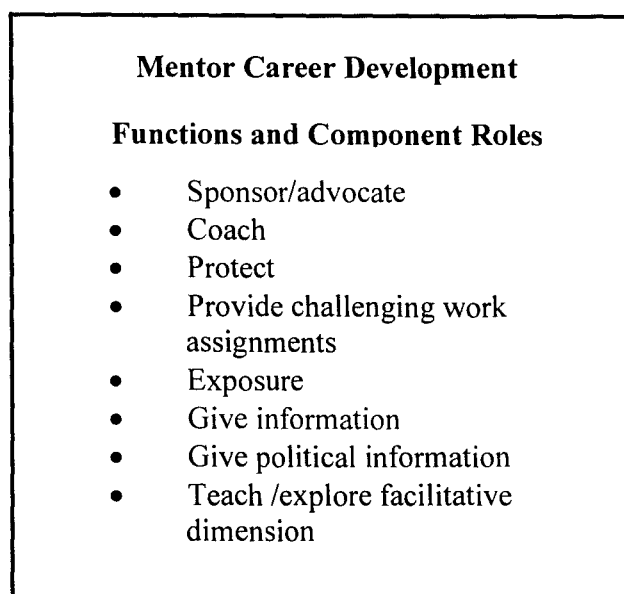 Mentor Career Development
Functions and Component Roles
• Sponsor/advocate
• Coach
• Protect
• Provide challenging work
assignments
• Exposure
• Give information
• Give political information
• Teach /explore facilitative
dimension